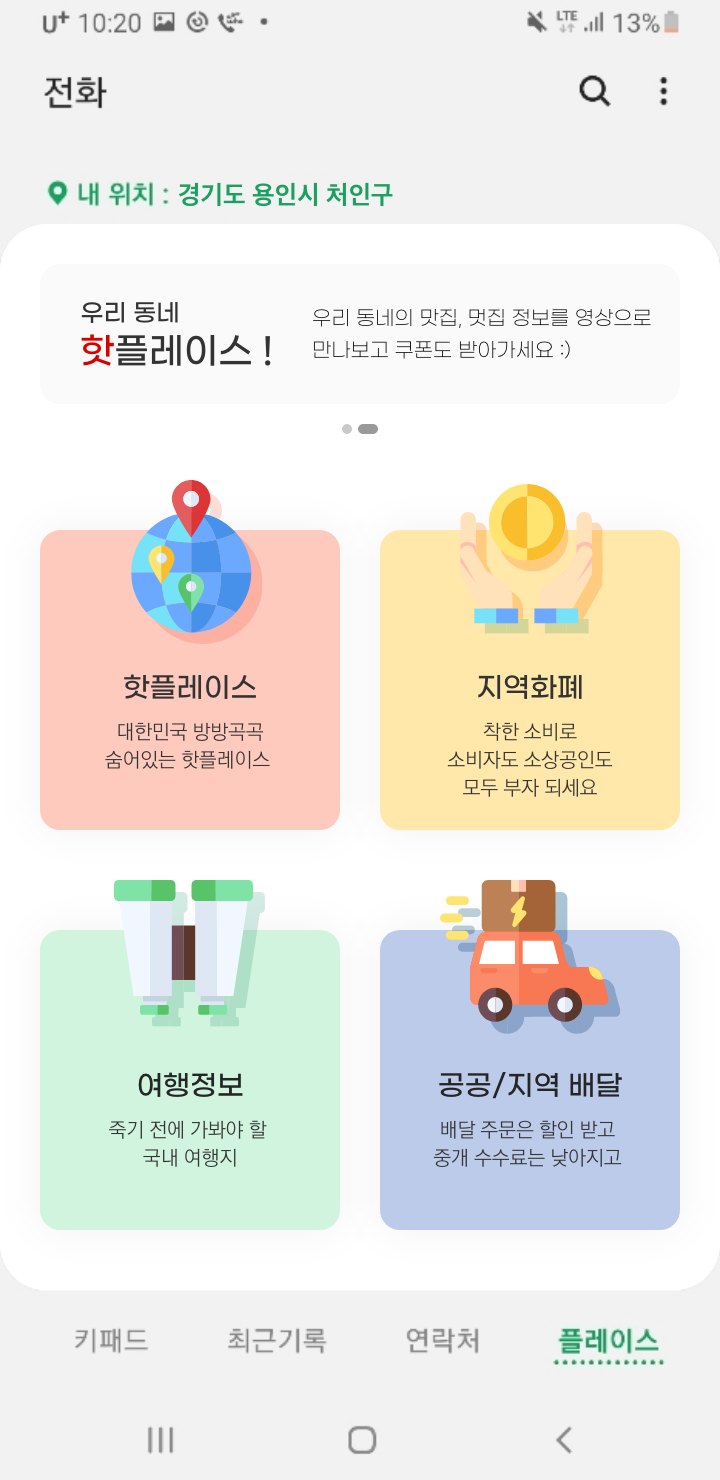 U+ 10:20 LTE 13%
전화
내 위치 : 경기도 용인시 처인구
우리 동네
핫플레이스 !
우리 동네의 맛집, 멋집 정보를 영상으로
만나보고 쿠폰도 받아가세요 :)
핫플레이스
대한민국 방방곡곡
숨어있는 핫플레이스
지역화폐
착한 소비로
소비자도 소상공인도
모두 부자 되세요
여행정보
죽기 전에 가봐야 할
국내 여행지
공공/지역 배달
배달 주문은 할인 받고
중개 수수료는 낮아지고
키패드 최근기록 연락처 플레이스